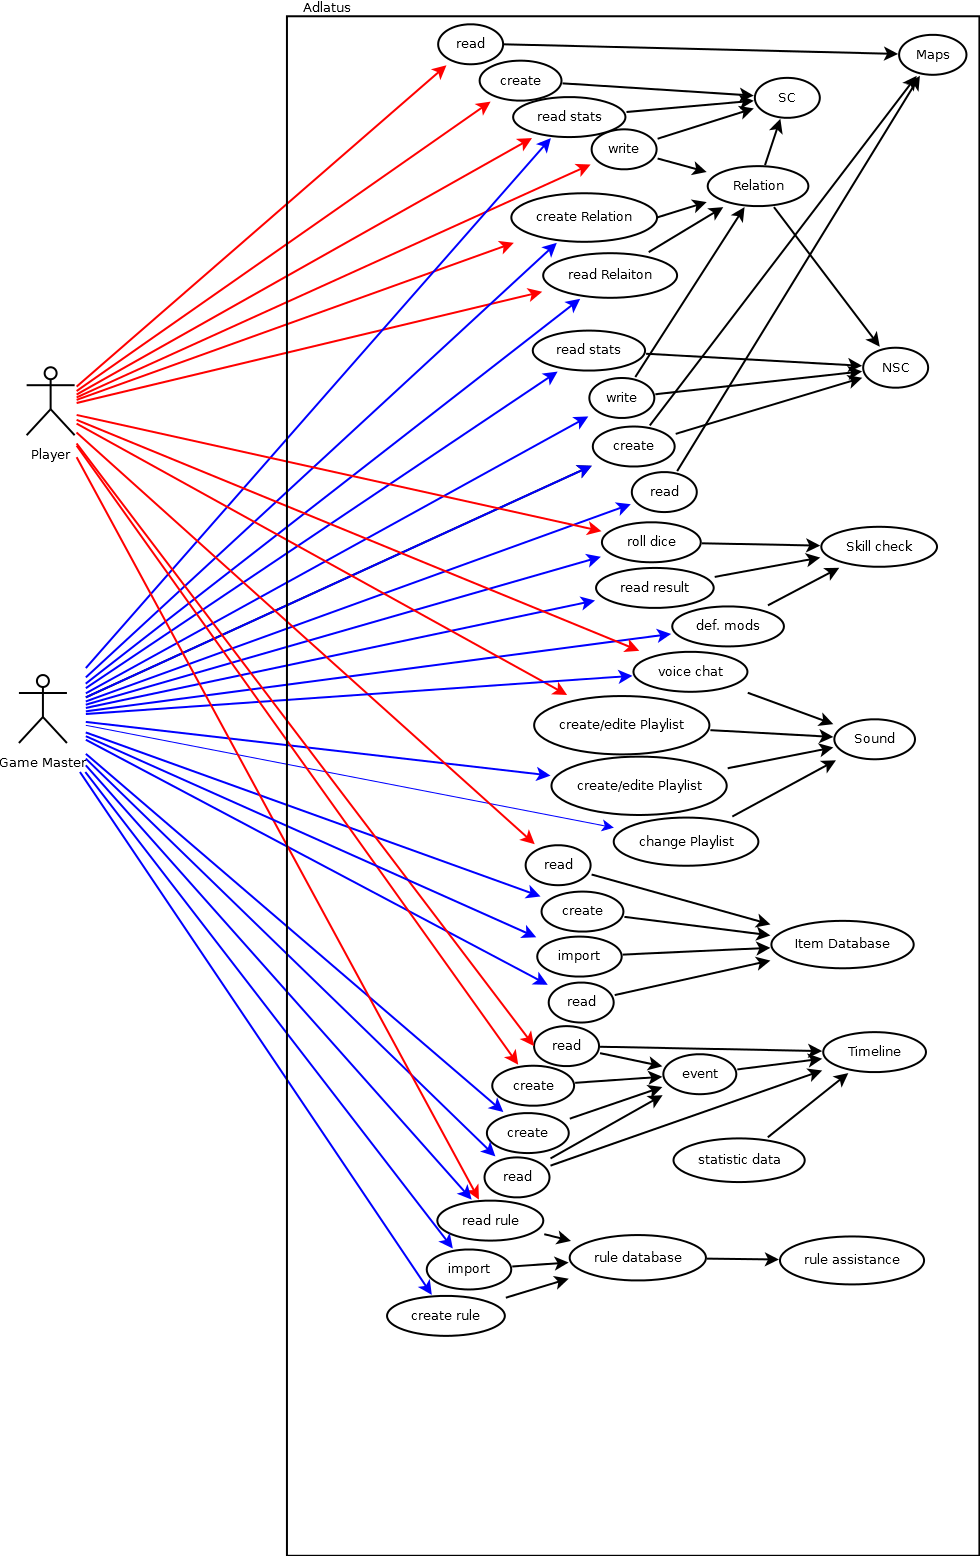 Adlatus
read
Maps
create
SC
read stats
write
Relation
create Relation
read Relaiton
read stats
NSC
write
create
Player
read
roll dice
Skill check
read result
def. mods
voice chat
create/edite Playlist
Sound
Game Master
create/edite Playlist
change Playlist
read
create
Item Database
import
read
read
Timeline
event
create
create
statistic data
read
read rule
rule database
rule assistance
import
create rule